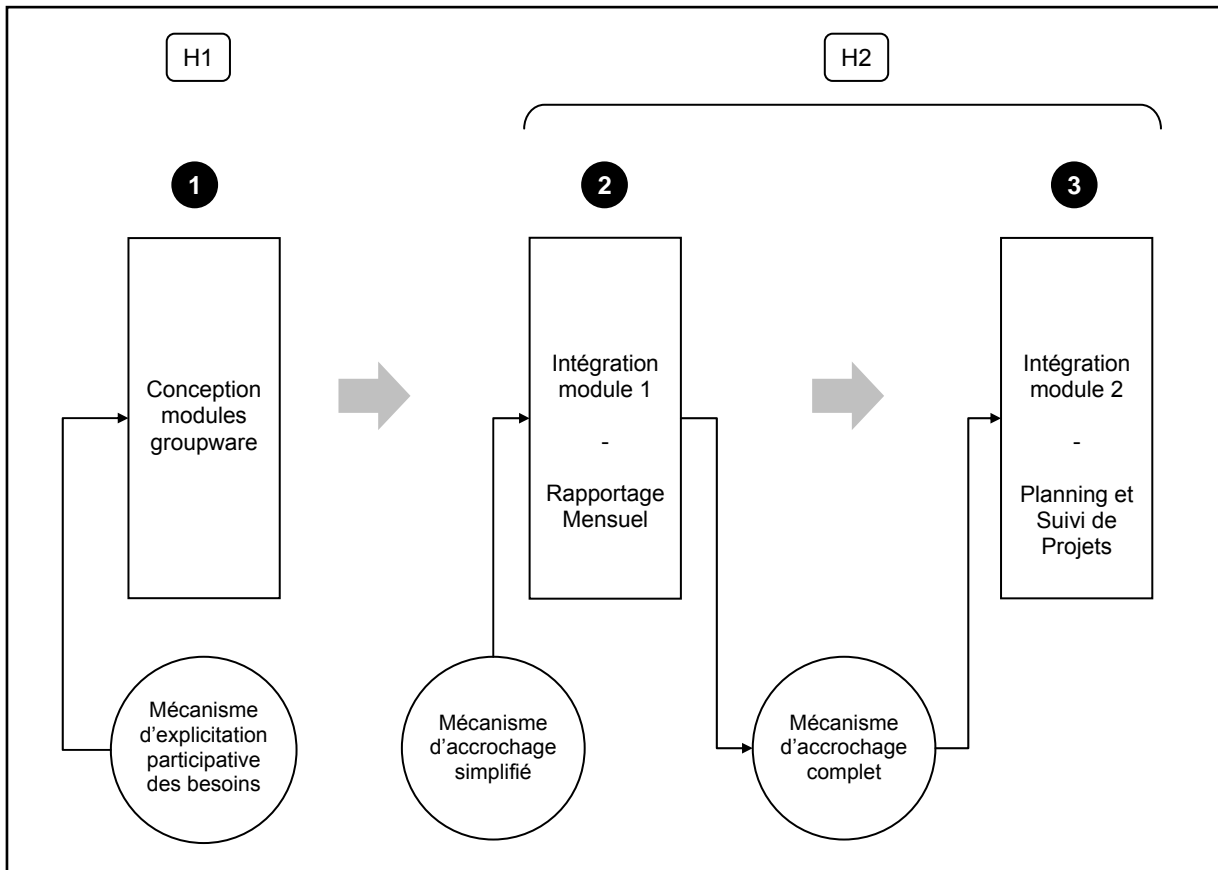 H1
H2
1
2
3
Conception
modules
groupware
Intégration
module 1
-
Rapportage
Mensuel
Intégration
module 2
-
Planning et
Suivi de
Projets
Mécanisme
d’explicitation
participative
des besoins
Mécanisme
d’accrochage
simplifié
Mécanisme
d’accrochage
complet